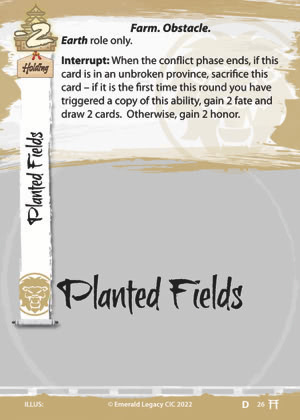 Farm. Obstacle.
-2
Holding
Earth role only.
Interrupt: When the conflict phase ends, if this
card is in an unbroken province, sacrifice this
card – if it is the first time this round you have
triggered a copy of this ability, gain 2 fate and
draw 2 cards.  Otherwise, gain 2 honor.
Planted Fields
Planted Fields
ILLUS:
© Emerald Legacy CIC 2022
D 26